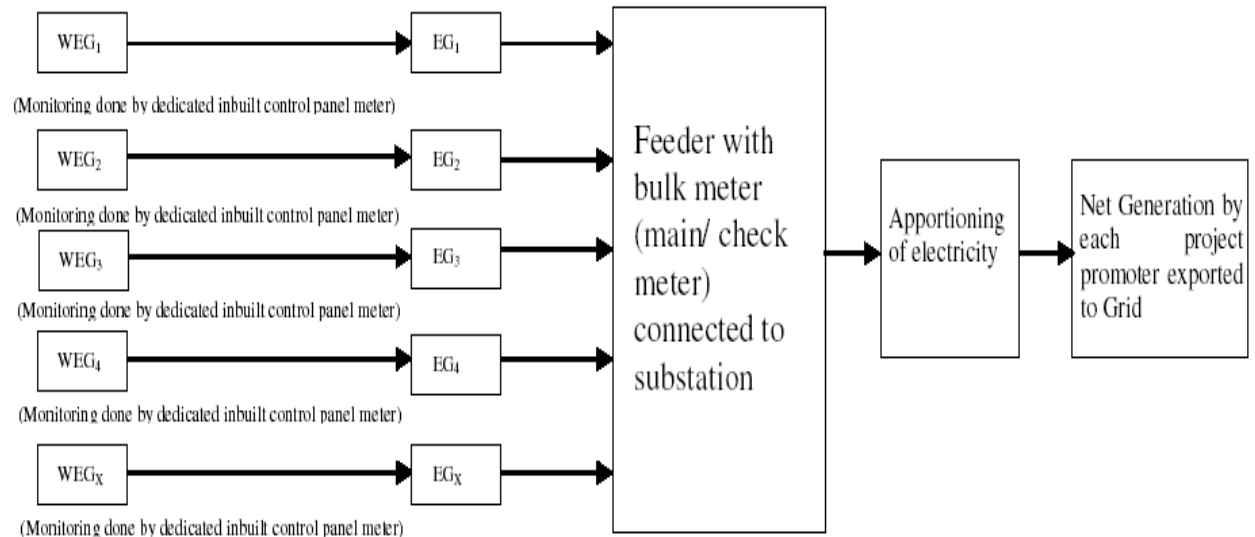 WEG₁
EG₁
(Monitoring done by dedicated inbuilt control panel meter)
WEG₂
EG₂
(Monitoring done by dedicated inbuilt control panel meter)
WEG₃
EG₃
(Monitoring done by dedicated inbuilt control panel meter)
WEG₄
EG₄
(Monitoring done by dedicated inbuilt control panel meter)
WEGₓ
EGₓ
(Monitoring done by dedicated inbuilt control panel meter)
Feeder with
bulk meter
(main/ check
meter)
connected to
substation
Apportioning
of electricity
Net Generation by
each project
promoter exported
to Grid